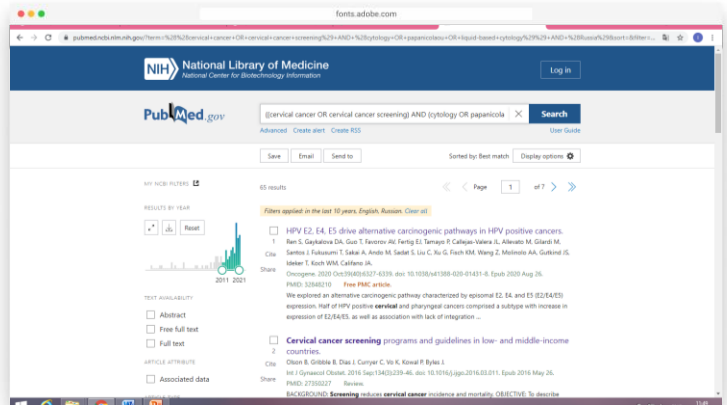 fonts.adobe.com
pubmed.ncbi.nlm.nih.gov/?term=%28%28cervical+cancer+OR+cervical+cancer+screening%29+AND+%28cytology+OR+papanicolaou+OR+liquid-based+cytology%29%29+AND+%28Russia%29&sort=&filter=...
NIH National Library of Medicine
National Center for Biotechnology Information
Log in
PubMed.gov
((cervical cancer OR cervical cancer screening) AND (cytology OR papanicola
Search
Advanced Create alert Create RSS
User Guide
Save Email Send to
Sorted by: Best match Display options
MY NCBI FILTERS
65 results
Page 1 of 7
RESULTS BY YEAR
Filters applied: in the last 10 years, English, Russian. Clear all
Reset
2011 2021
1
Cite
Share
HPV E2, E4, E5 drive alternative carcinogenic pathways in HPV positive cancers.
Ren S, Gaykalova DA, Guo T, Favorov AV, Fertig EJ, Tamayo P, Callejas-Valera JL, Allevato M, Gilardi M,
Santos J, Fukusumi T, Sakai A, Ando M, Sadat S, Liu C, Xu G, Fisch KM, Wang Z, Molinolo AA, Gutkind JS,
Ideker T, Koch WM, Califano JA.
Oncogene. 2020 Oct;39(40):6327-6339. doi: 10.1038/s41388-020-01431-8. Epub 2020 Aug 26.
PMID: 32848210 Free PMC article.
We explored an alternative carcinogenic pathway characterized by episomal E2, E4, and E5 (E2/E4/E5)
expression. Half of HPV positive cervical and pharyngeal cancers comprised a subtype with increase in
expression of E2/E4/E5, as well as association with lack of integration ...
TEXT AVAILABILITY
Abstract
Free full text
Full text
ARTICLE ATTRIBUTE
Associated data
2
Cite
Share
Cervical cancer screening programs and guidelines in low- and middle-income
countries.
Olson B, Gribble B, Dias J, Curryer C, Vo K, Kowal P, Byles J.
Int J Gynaecol Obstet. 2016 Sep;134(3):239-46. doi: 10.1016/j.ijgo.2016.03.011. Epub 2016 May 26.
PMID: 27350227 Review.
BACKGROUND: Screening reduces cervical cancer incidence and mortality. OBJECTIVE: To describe
11:49